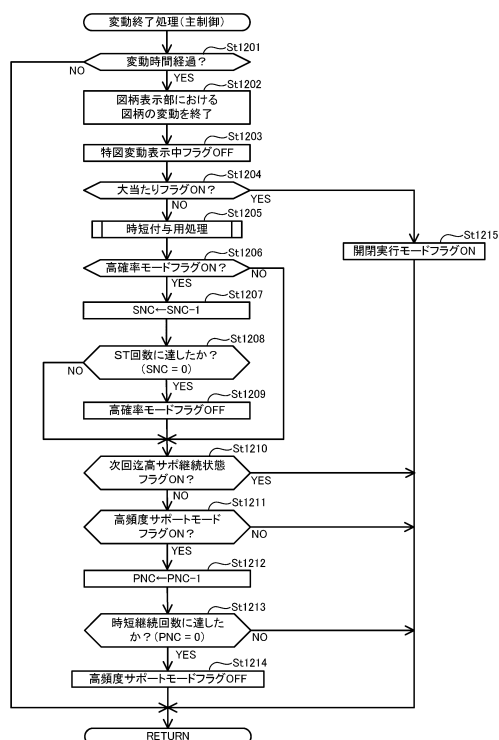 変動終了処理(主制御)
St1201
変動時間経過？
NO
YES
St1202
図柄表示部における
図柄の変動を終了
St1203
特図変動表示中フラグOFF
St1204
大当たりフラグON？
YES
NO
St1205
時短付与用処理
St1215
開閉実行モードフラグON
St1206
高確率モードフラグON？
NO
YES
St1207
SNC←SNC-1
St1208
ST回数に達したか？
(SNC = 0)
NO
YES
St1209
高確率モードフラグOFF
St1210
次回迄高サポ継続状態
フラグON？
YES
NO
St1211
高頻度サポートモード
フラグON？
NO
YES
St1212
PNC←PNC-1
St1213
時短継続回数に達した
か？(PNC = 0)
NO
YES
St1214
高頻度サポートモードフラグOFF
RETURN